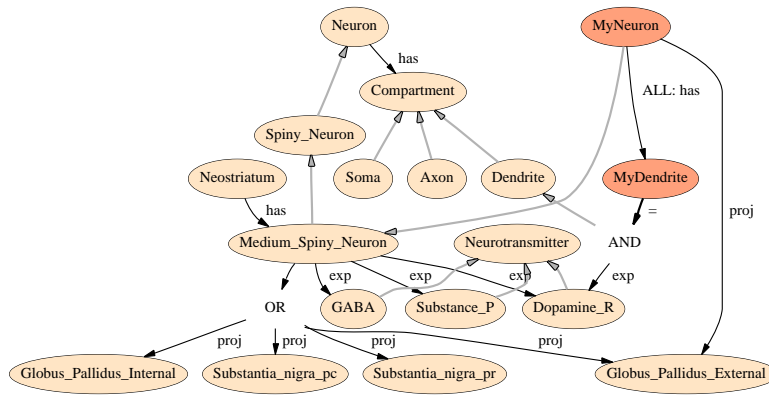 Neuron
MyNeuron
has
Compartment
ALL: has
Spiny_Neuron
Neostriatum
Soma
Axon
Dendrite
MyDendrite
has
=
proj
Medium_Spiny_Neuron
Neurotransmitter
AND
exp
exp
exp
exp
OR
GABA
Substance_P
Dopamine_R
proj
proj
proj
proj
Globus_Pallidus_Internal
Substantia_nigra_pc
Substantia_nigra_pr
Globus_Pallidus_External